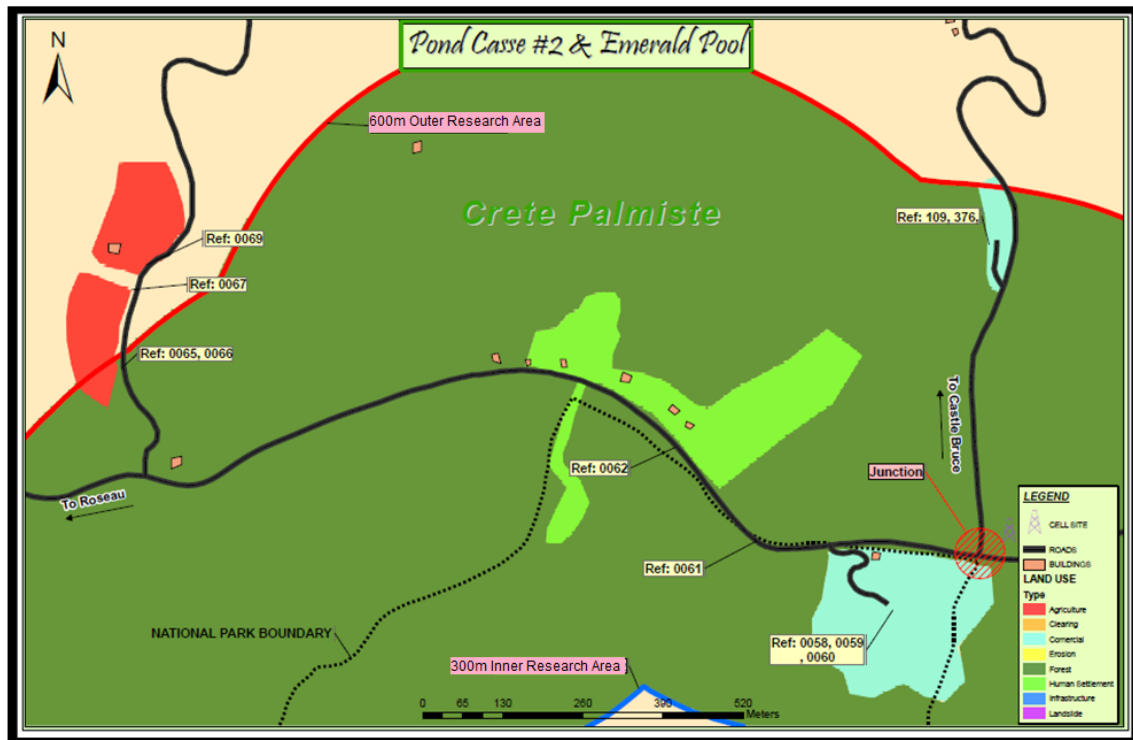 Pond Casse #2 & Emerald Pool
N
600m Outer Research Area
Crete Palmiste
Ref: 109, 376,
Ref: 0069
Ref: 0067
Ref: 0065, 0066
Ref: 0062
To Castle Bruce
Junction
To Roseau
Ref: 0061
NATIONAL PARK BOUNDARY
Ref: 0058, 0059
, 0060
300m Inner Research Area
0 65 130 260 390 520
Meters
LEGEND
CELL SITE
ROADS
BUILDINGS
LAND USE
Type
Agriculture
Clearing
Comercial
Erosion
Forest
Human Settlement
Infrastructure
Landslide